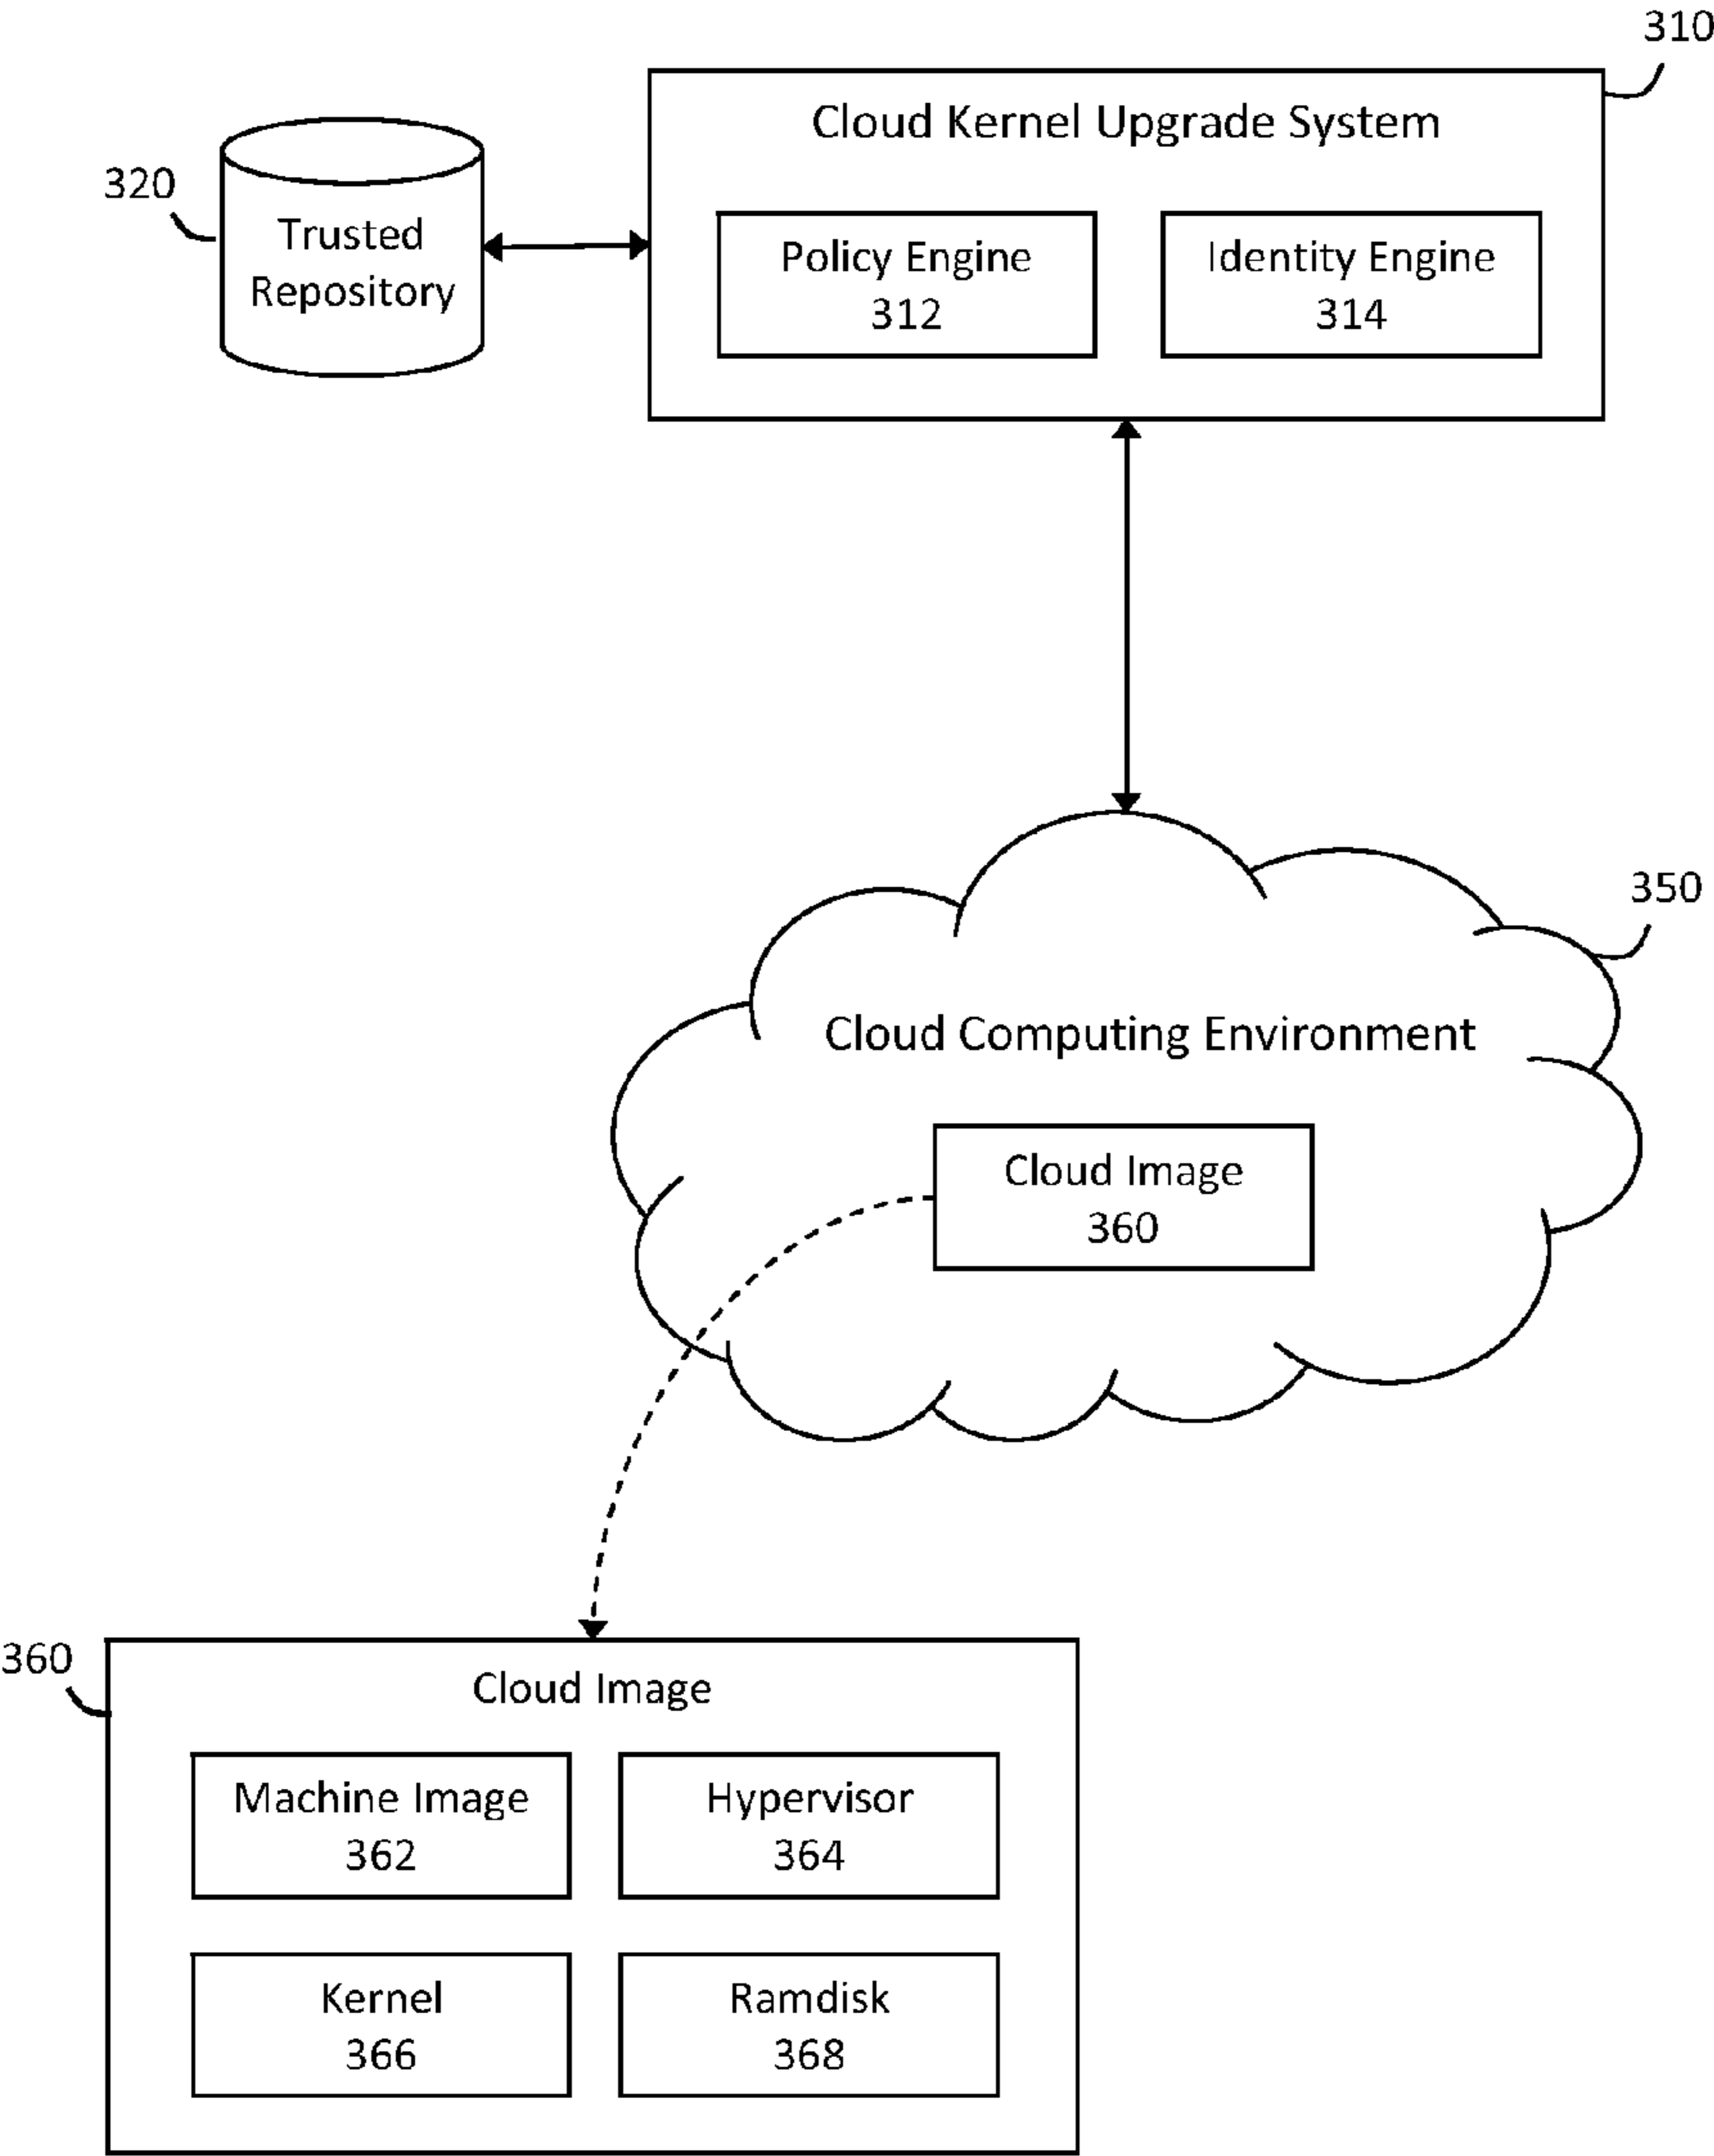 310
Cloud Kernel Upgrade System
320
Trusted
Repository
Policy Engine
312
Identity Engine
314
350
Cloud Computing Environment
Cloud Image
360
360
Cloud Image
Machine Image
362
Hypervisor
364
Kernel
366
Ramdisk
368